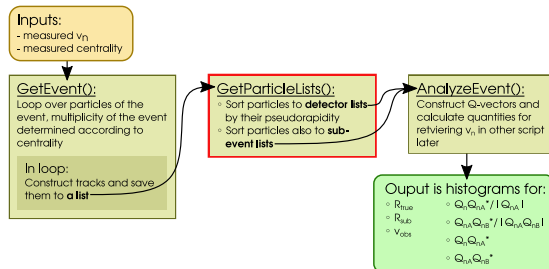 Inputs:
- measured vn
- measured centrality
GetEvent():
Loop over particles of the
event, multiplicity of the event
determined according to
centrality
In loop:
Construct tracks and save
them to a list
GetParticleLists():
◦ Sort particles to detector lists
by their pseudorapidity
◦ Sort particles also to sub-
event lists
AnalyzeEvent():
Construct Q-vectors and
calculate quantities for
retrviering vn in other script
later
Ouput is histograms for:
◦ Rtrue
◦ Rsub
◦ vobs
◦ QnQnA*/|QnA|
◦ QnAQnB*/|QnAQnB|
◦ QnQnA*
◦ QnAQnB*